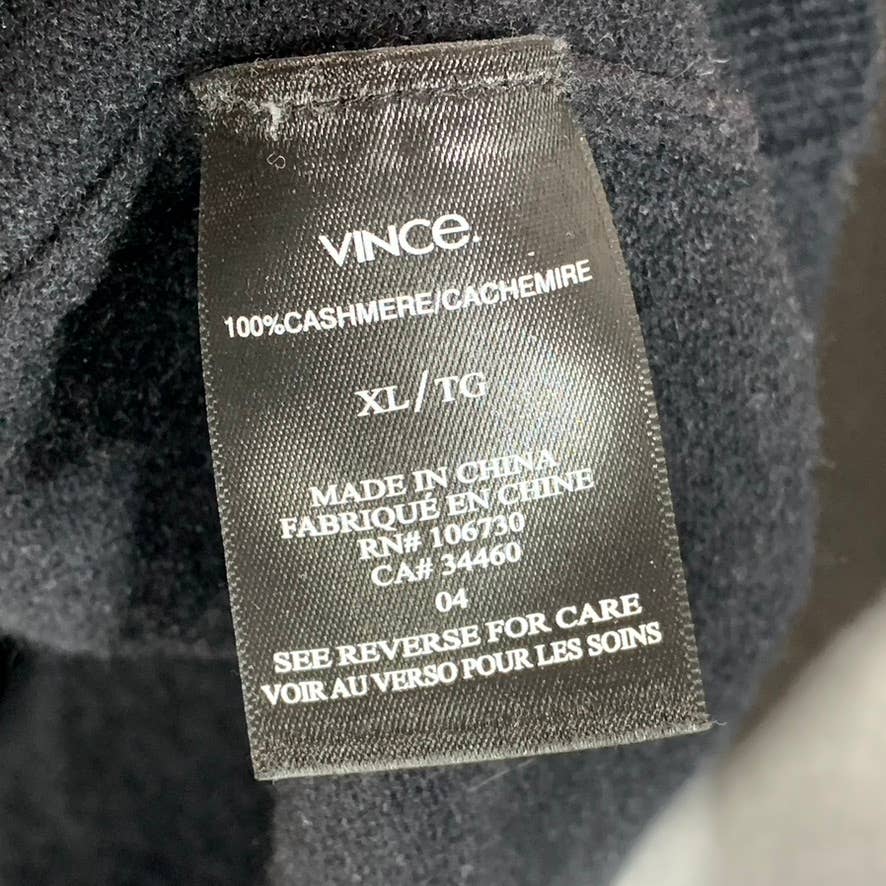 VINCe.
100%CASHMERE/CACHEMIRE
XL/TG
MADE IN CHINA
FABRIQUÉ EN CHINE
RN# 106730
CA# 34460
04
SEE REVERSE FOR CARE
VOIR AU VERSO POUR LES SOINS